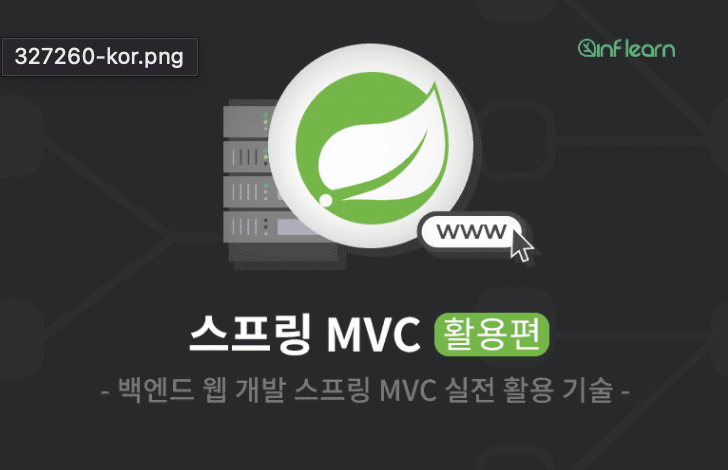 327260-kor.png
inflearn
www
스프링 MVC 활용편
- 백엔드 웹 개발 스프링 MVC 실전 활용 기술 -